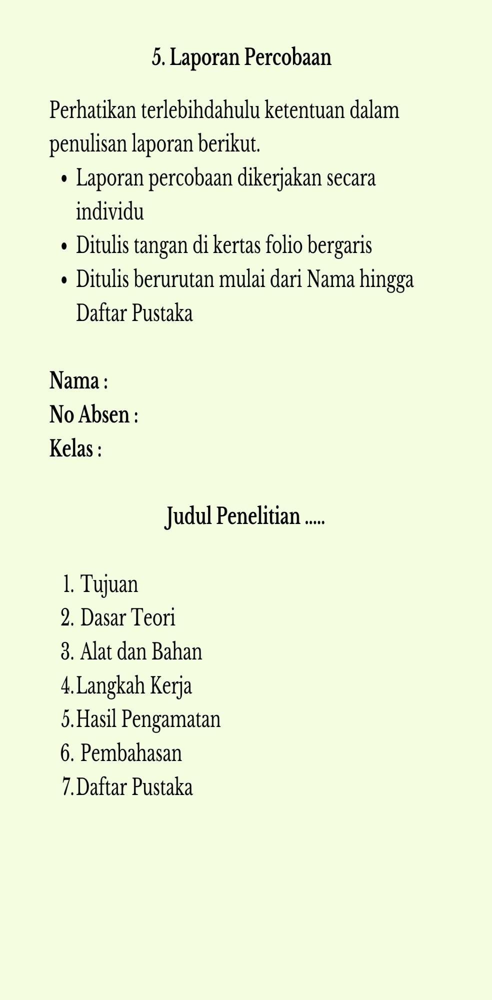 5. Laporan Percobaan
Perhatikan terlebihdahulu ketentuan dalam
penulisan laporan berikut.
• Laporan percobaan dikerjakan secara
individu
• Ditulis tangan di kertas folio bergaris
• Ditulis berurutan mulai dari Nama hingga
Daftar Pustaka
Nama :
No Absen :
Kelas :
Judul Penelitian .....
1. Tujuan
2. Dasar Teori
3. Alat dan Bahan
4. Langkah Kerja
5. Hasil Pengamatan
6. Pembahasan
7. Daftar Pustaka